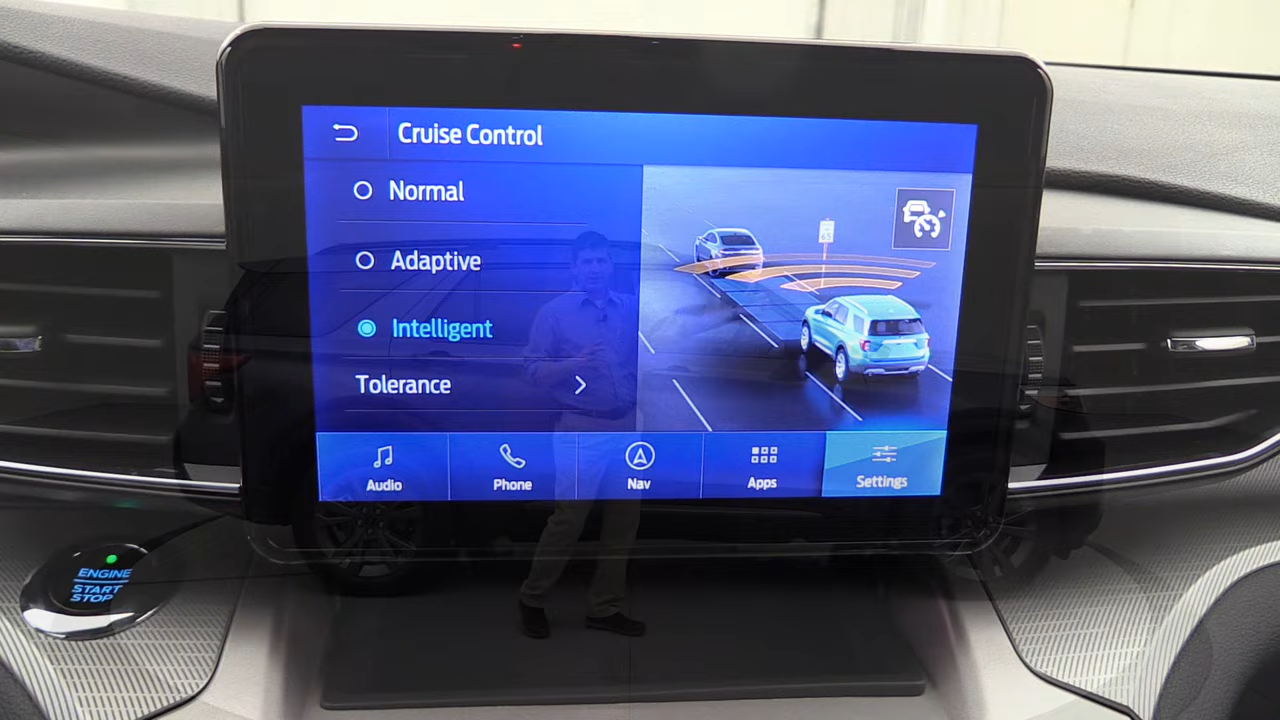 Cruise Control
Normal
Adaptive
Intelligent
Tolerance
Audio
Phone
Nav
Apps
Settings
ENGINE
START
STOP